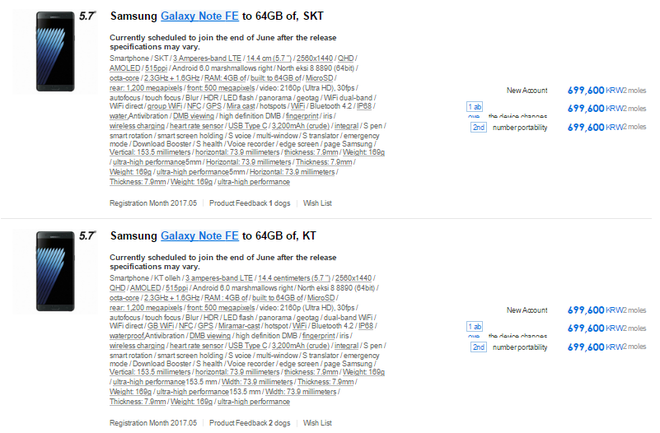 5.7"
Samsung Galaxy Note FE to 64GB of, SKT
Currently scheduled to join the end of June after the release
specifications may vary.
Smartphone / SKT / 3 Amperes-band LTE / 14.4 cm (5.7 ") / 2560x1440 / QHD /
AMOLED / 515ppi / Android 6.0 marshmallows right / North eksi 8 8890 (64bit) /
octa-core / 2.3GHz + 1.6GHz / RAM: 4GB of / built to 64GB of / MicroSD /
rear: 1,200 megapixels / front: 500 megapixels / video: 2160p (Ultra HD), 30fps /
autofocus / touch focus / Blur / HDR / LED flash / panorama / geotag / WiFi dual-band /
WiFi direct / group WiFi / NFC / GPS / Mira cast / hotspots / WiFi / Bluetooth 4.2 / IP68 /
water,Antivibration / DMB viewing / high definition DMB / fingerprint / iris /
wireless charging / heart rate sensor / USB Type C / 3,200mAh (crude) / integral / S pen /
smart rotation / smart screen holding / S voice / multi-window / S translator / emergency
mode / Download Booster / S health / Voice recorder / edge screen / page Samsung /
Vertical: 153.5 millimeters / horizontal: 73.9 millimeters / thickness: 7.9mm / Weight: 169g
/ ultra-high performance5mm / Horizontal: 73.9 millimeters / Thickness: 7.9mm /
Weight: 169g / ultra-high performance5mm / Horizontal: 73.9 millimeters /
Thickness: 7.9mm / Weight: 169g / ultra-high performance
Registration Month 2017.05 | Product Feedback 1 dogs | Wish List
New Account 699,600 KRW2 moles
1 ab the device changes 699,600 KRW2 moles
2nd number portability 699,600 KRW2 moles
5.7"
Samsung Galaxy Note FE to 64GB of, KT
Currently scheduled to join the end of June after the release
specifications may vary.
Smartphone / KT olleh / 3 amperes-band LTE / 14.4 centimeters (5.7 ") / 2560x1440 /
QHD / AMOLED / 515ppi / Android 6.0 marshmallows right / North eksi 8 8890 (64bit) /
octa-core / 2.3GHz + 1.6GHz / RAM : 4GB of / built to 64GB of / MicroSD /
rear: 1,200 megapixels / front: 500 megapixels / video: 2160p (Ultra HD), 30fps /
autofocus / touch focus / Blur / HDR / LED flash / panorama / geotag / dual-band WiFi /
WiFi direct / GB WiFi / NFC / GPS / Miramar-cast / hotspot / WiFi / Bluetooth 4.2 / IP68 /
waterproof,Antivibration / DMB viewing / high definition DMB / fingerprint / iris /
wireless charging / heart rate sensor / USB Type C / 3,200mAh (crude) / integral / S Pen /
smart rotation / smart screen holding / S voice / multi-window / S translator / emergency
mode / Download Booster / S health / Voice recorder / edge screen / page Samsung /
Vertical: 153.5 millimeters / horizontal: 73.9 millimeters / thickness: 7.9mm / Weight: 169g
/ ultra-high performance153.5 mm / Width: 73.9 millimeters / Thickness: 7.9mm /
Weight: 169g / ultra-high performance153.5 mm / Width: 73.9 millimeters /
Thickness: 7.9mm / Weight: 169g / ultra-high performance
Registration Month 2017.05 | Product Feedback 2 dogs | Wish List
New Account 699,600 KRW2 moles
1 ab the device changes 699,600 KRW2 moles
2nd number portability 699,600 KRW2 moles